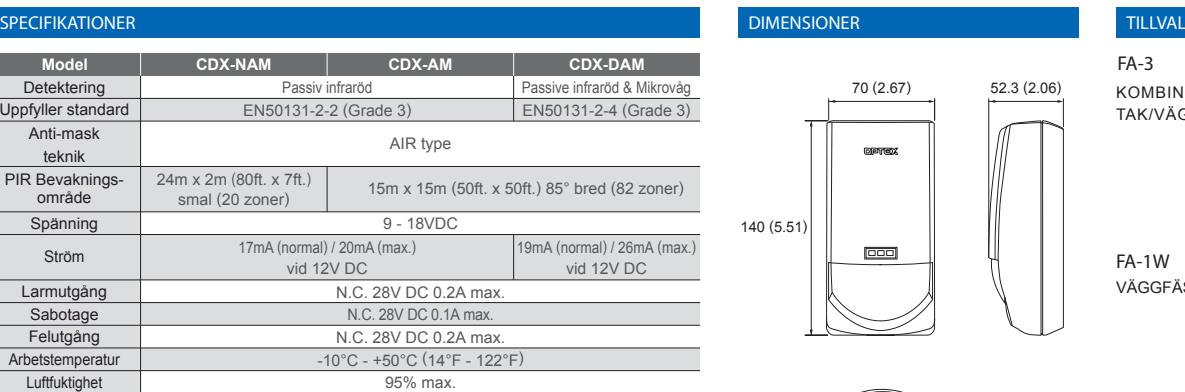 SPECIFIKATIONER
Model CDX-NAM CDX-AM CDX-DAM
Detektering Passiv infraröd Passive infraröd & Mikrovåg
Uppfyller standard EN50131-2-2 (Grade 3) EN50131-2-4 (Grade 3)
Anti-mask
teknik AIR type
PIR Bevaknings-
område 24m x 2m (80ft. x 7ft.)
smal (20 zoner) 15m x 15m (50ft. x 50ft.) 85° bred (82 zoner)
Spänning 9 - 18VDC
Ström 17mA (normal) / 20mA (max.)
vid 12V DC 19mA (normal) / 26mA (max.)
vid 12V DC
Larmutgång N.C. 28V DC 0.2A max.
Sabotage N.C. 28V DC 0.1A max.
Felutgång N.C. 28V DC 0.2A max.
Arbetstemperatur -10°C - +50°C (14°F - 122°F)
Luftfuktighet 95% max.
DIMENSIONER
70 (2.67)
52.3 (2.06)
OPTEX
140 (5.51)
TILLVAL
FA-3
KOMBIN
TAK/VÄG
FA-1W
VÄGGFÄS